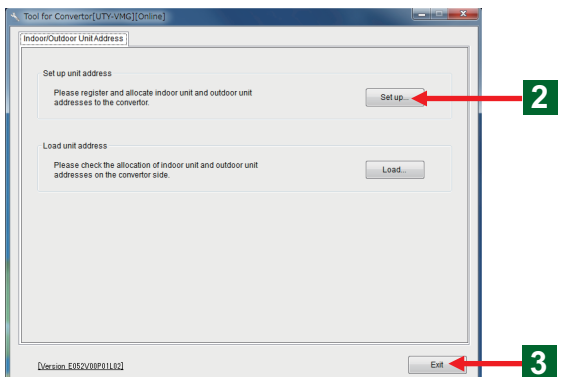 Tool for Convertor[UTY-VMG][Online]
Indoor/Outdoor Unit Address
Set up unit address
Please register and allocate indoor unit and outdoor unit
addresses to the convertor.
Set up...
2
Load unit address
Please check the allocation of indoor unit and outdoor unit
addresses on the convertor side.
Load...
[Version E052V00P01L02]
Exit
3